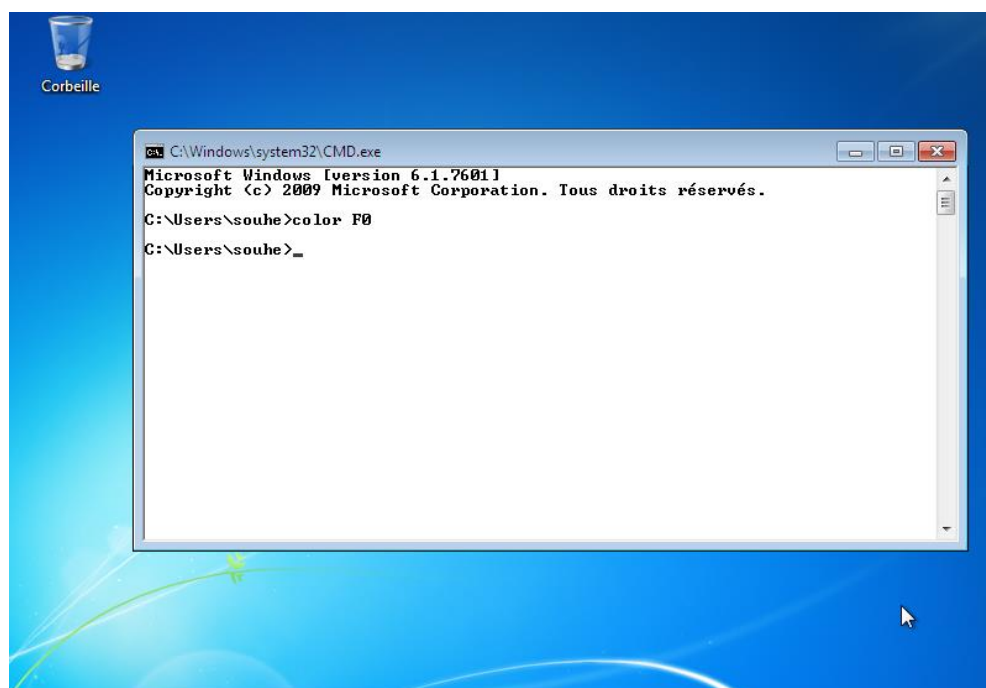 Corbeille
C:\Windows\system32\CMD.exe
Microsoft Windows [version 6.1.7601]
Copyright (c) 2009 Microsoft Corporation. Tous droits réservés.
C:\Users\souhe>color F0
C:\Users\souhe>_